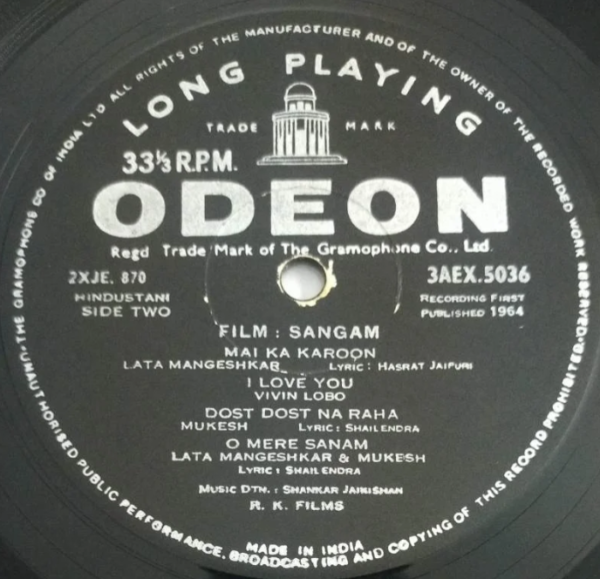 THE GRAMOPHONE CO OF INDIA LTD ALL RIGHTS OF THE MANUFACTURER AND OF THE OWNER OF THE RECORDED WORK RESERVED.
UNAUTHORISED PUBLIC PERFORMANCE, BROADCASTING AND COPYING OF THIS RECORD PROHIBITED.
LONG PLAYING
TRADE MARK
33⅓ R.P.M.
ODEON
Regd Trade Mark of The Gramophone Co., Ltd.
2XJE. 870 3AEX.5036
HINDUSTANI RECORDING FIRST
SIDE TWO PUBLISHED 1964
FILM : SANGAM
MAI KA KAROON
LATA MANGESHKAR LYRIC : HASRAT JAIPURI
I LOVE YOU
VIVIN LOBO
DOST DOST NA RAHA
MUKESH LYRIC : SHAILENDRA
O MERE SANAM
LATA MANGESHKAR & MUKESH
LYRIC : SHAILENDRA
MUSIC DTN. : SHANKAR JAIKISHAN
R. K. FILMS
MADE IN INDIA